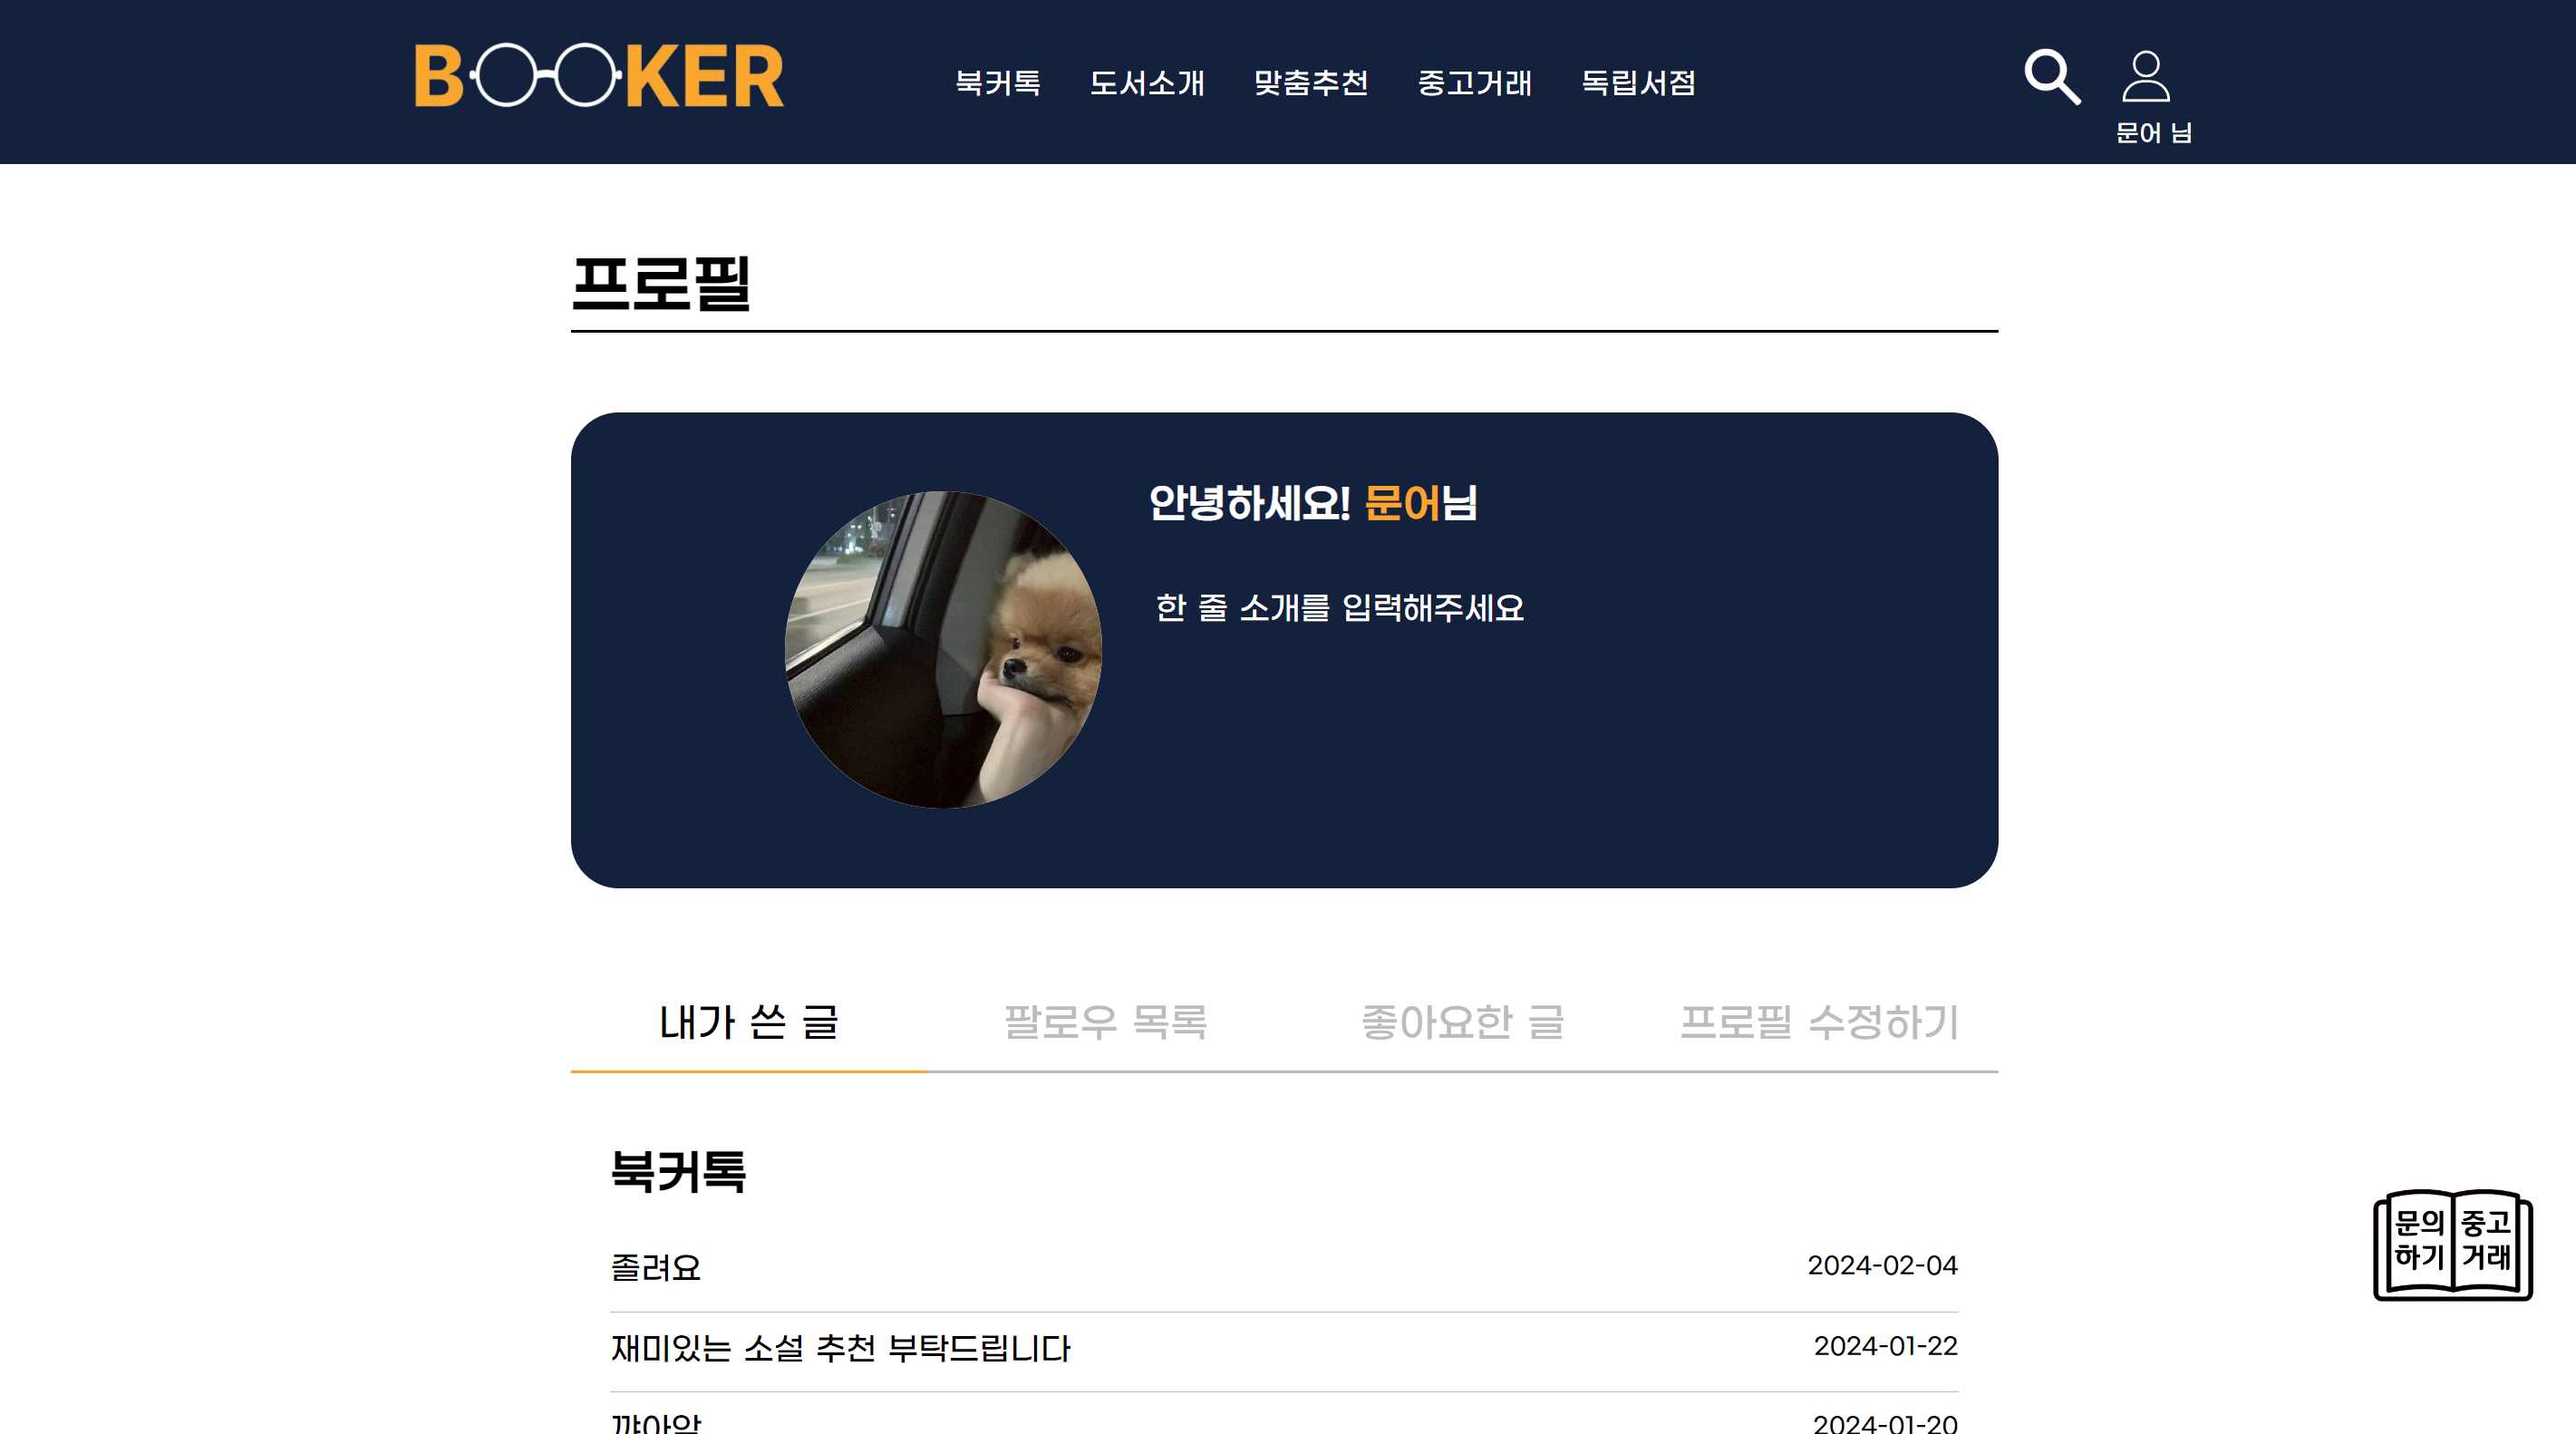 BOOKER
북커톡 도서소개 맞춤추천 중고거래 독립서점
문어 님
프로필
안녕하세요! 문어님
한 줄 소개를 입력해주세요
내가 쓴 글 팔로우 목록 좋아요한 글 프로필 수정하기
북커톡
졸려요 2024-02-04
재미있는 소설 추천 부탁드립니다 2024-01-22
2024-01-20
문의 하기
중고 거래